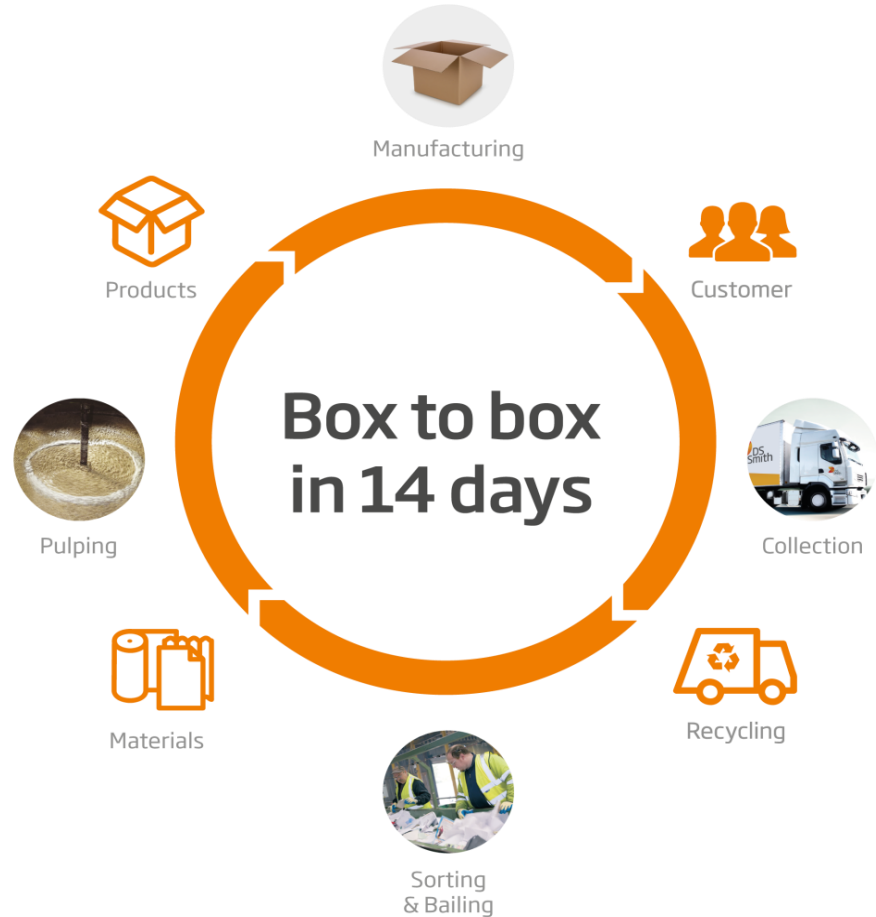 Manufacturing
Products
Customer
Box to box
in 14 days
DS
Smith
Pulping
Collection
Materials
Recycling
Sorting
& Bailing